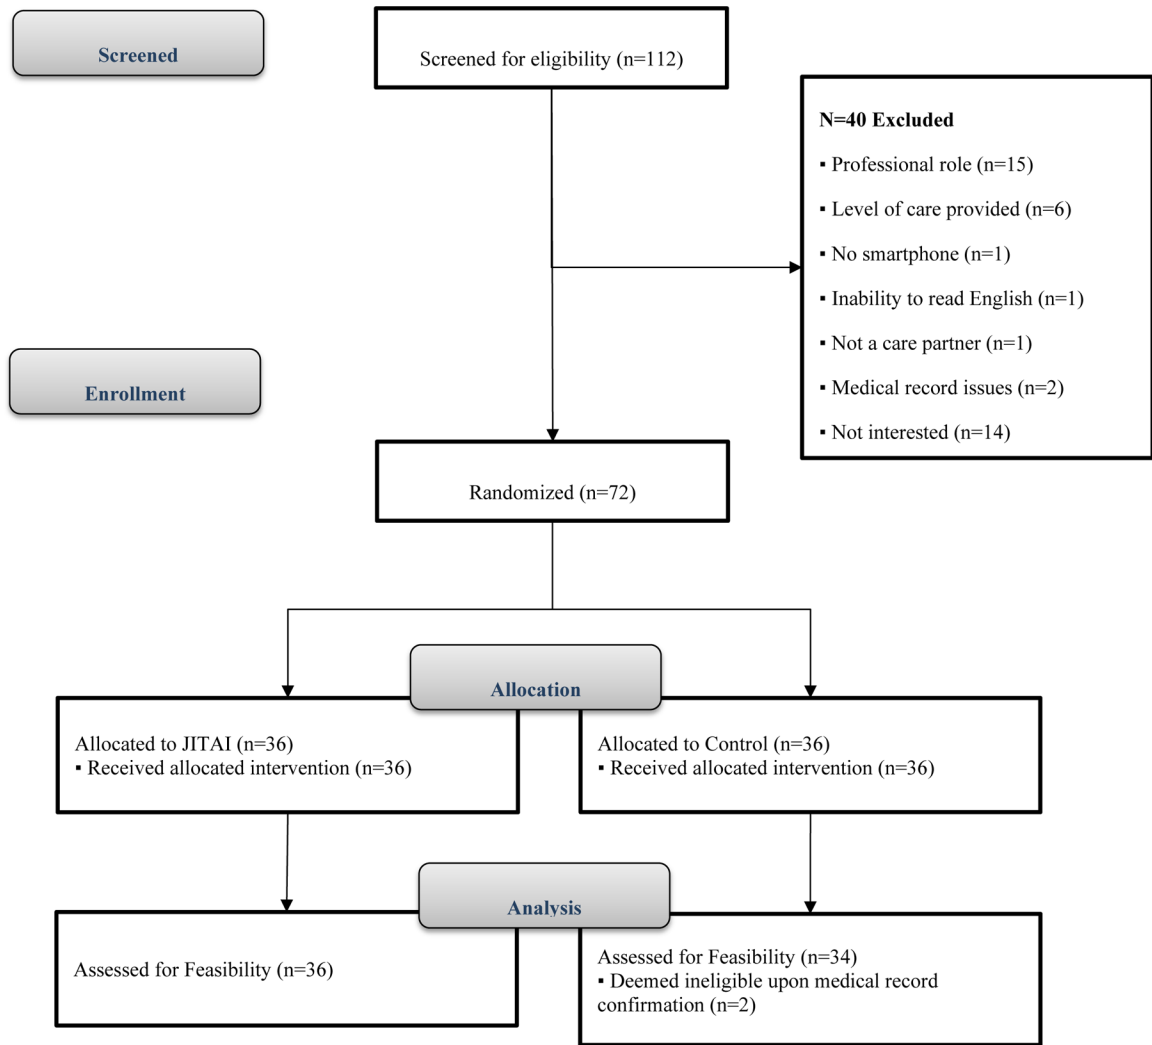 Screened
Screened for eligibility (n=112)
N=40 Excluded
▪ Professional role (n=15)
▪ Level of care provided (n=6)
▪ No smartphone (n=1)
▪ Inability to read English (n=1)
▪ Not a care partner (n=1)
▪ Medical record issues (n=2)
▪ Not interested (n=14)
Enrollment
Randomized (n=72)
Allocation
Allocated to JITAI (n=36)
▪ Received allocated intervention (n=36)
Allocated to Control (n=36)
▪ Received allocated intervention (n=36)
Analysis
Assessed for Feasibility (n=36)
Assessed for Feasibility (n=34)
▪ Deemed ineligible upon medical record
confirmation (n=2)